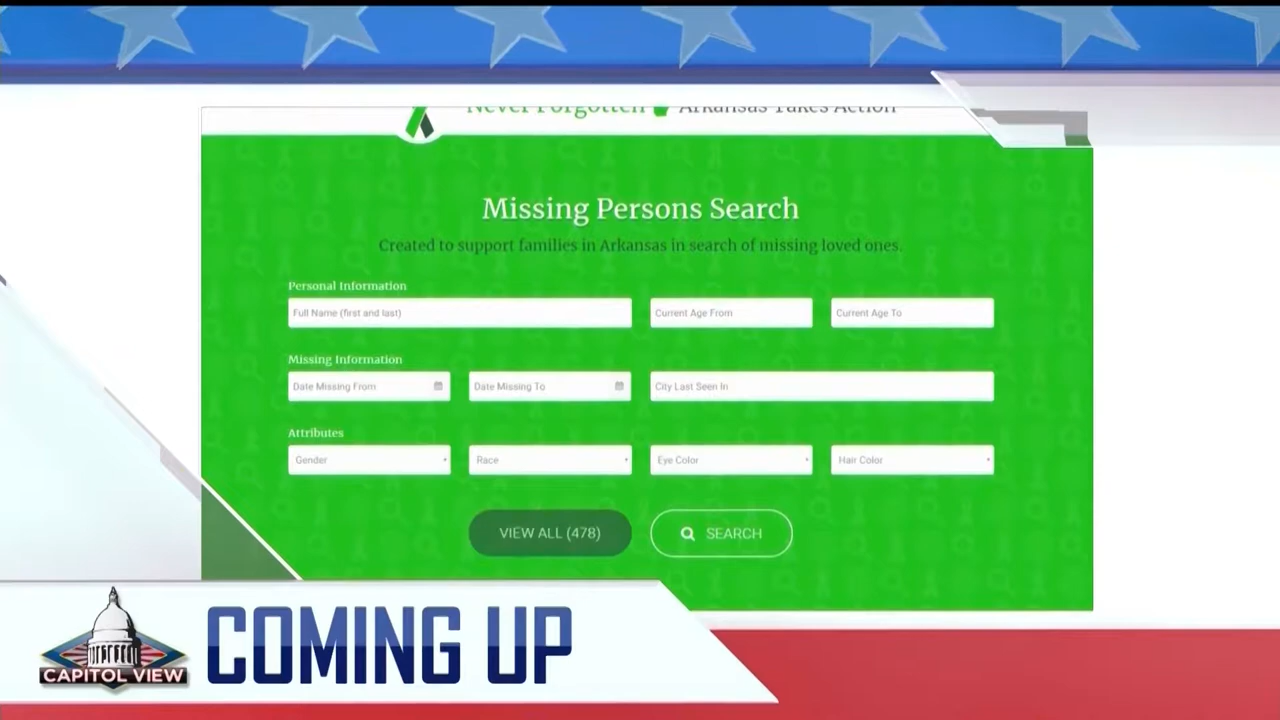 Never Forgotten Arkansas Takes Action
Missing Persons Search
Created to support families in Arkansas in search of missing loved ones.
Personal Information
Full Name (first and last) Current Age From Current Age To
Missing Information
Date Missing From Date Missing To City Last Seen In
Attributes
Gender Race Eye Color Hair Color
VIEW ALL (478) SEARCH
CAPITOL VIEW
COMING UP